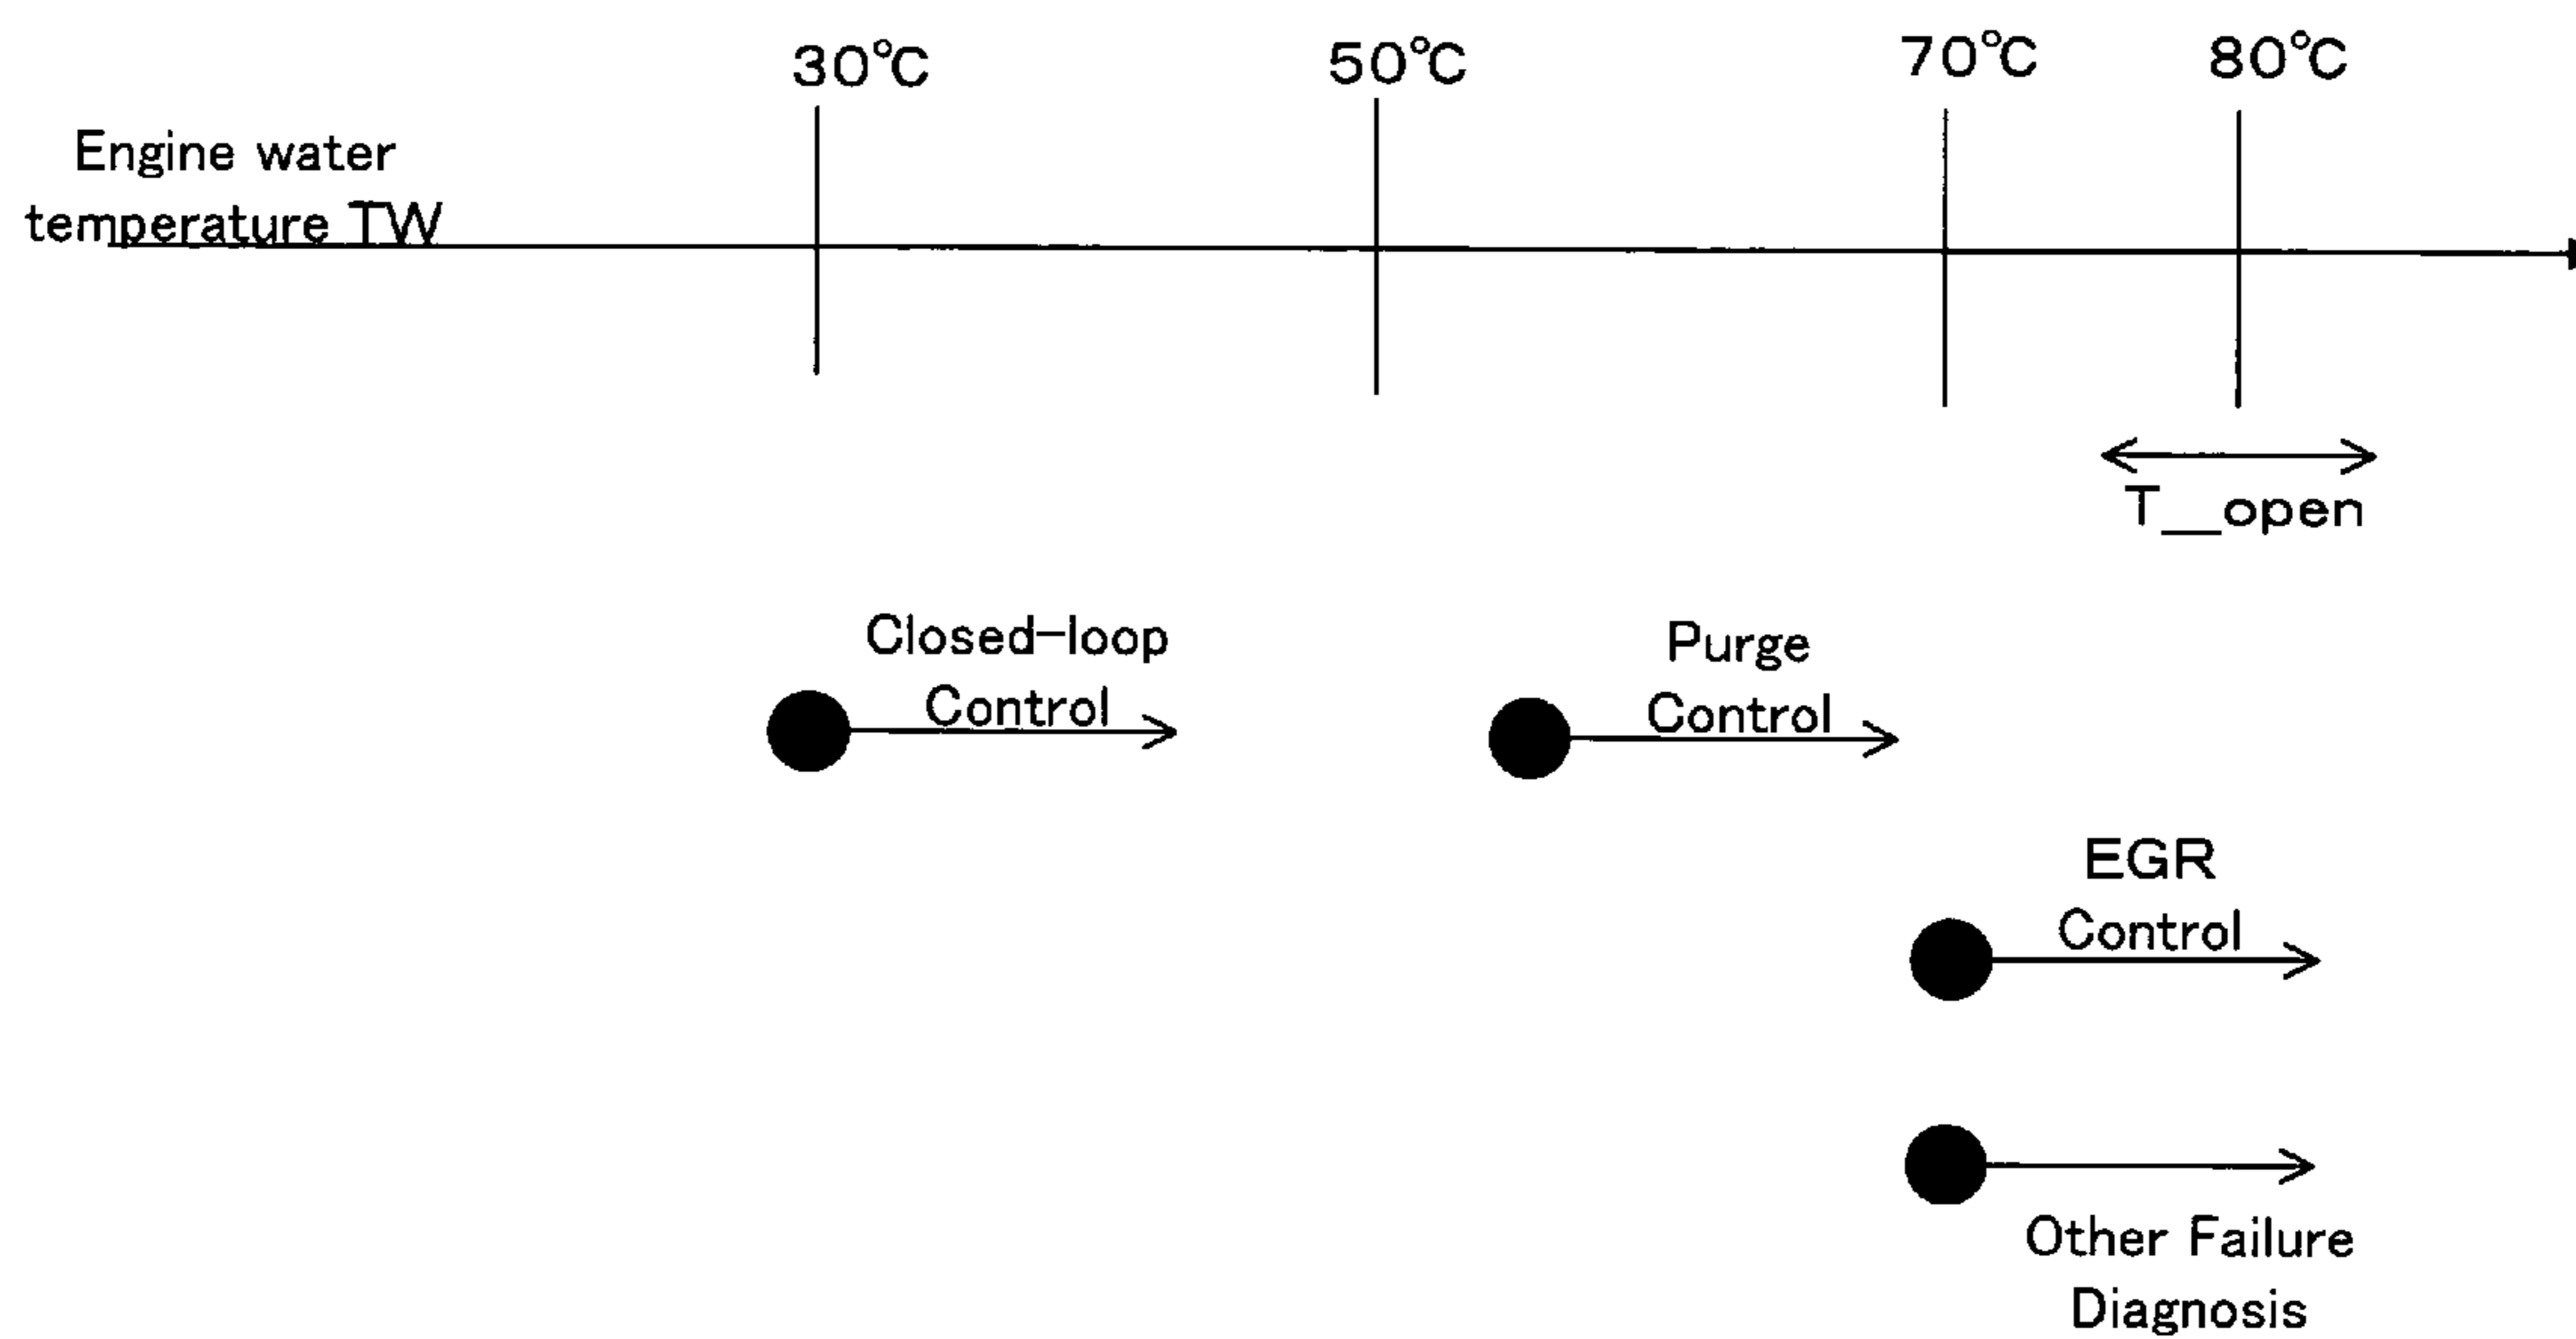 30℃
50℃
70℃
80℃
Engine water
temperature TW
T__open
Closed-loop
Control
Purge
Control
EGR
Control
Other Failure
Diagnosis